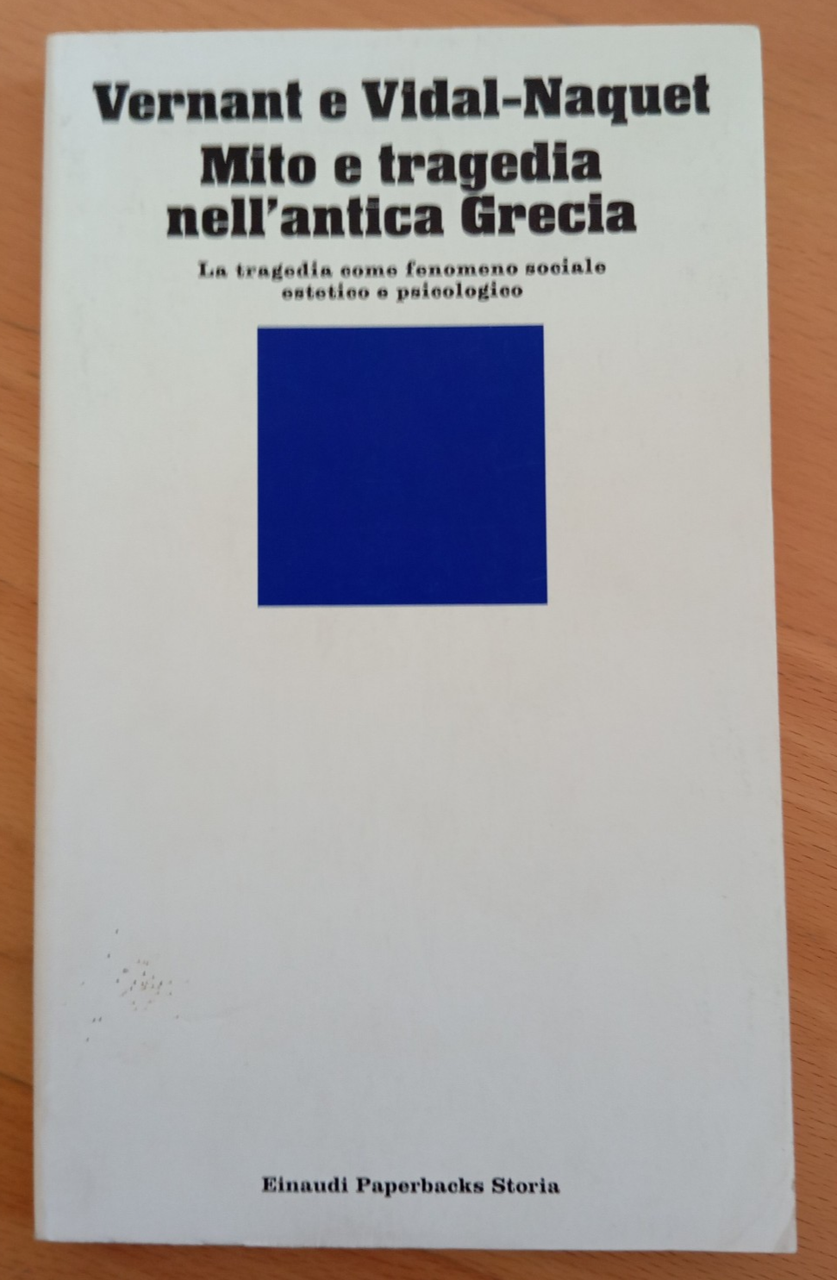 Vernant e Vidal-Naquet
Mito e tragedia
nell'antica Grecia
La tragedia come fenomeno sociale
estetico e psicologico
Einaudi Paperbacks Storia